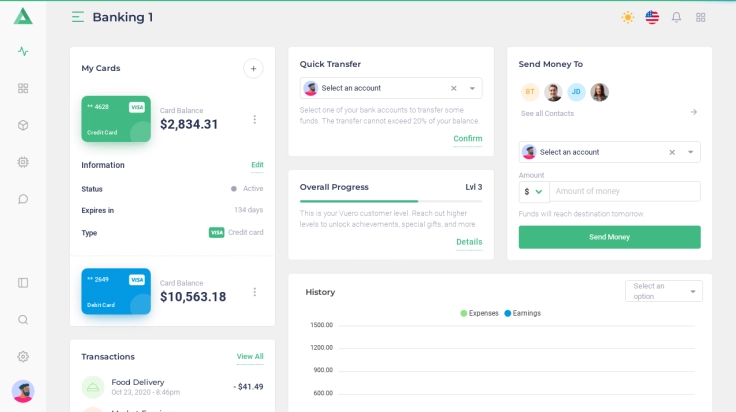 Banking 1
My Cards
+
** 4628
VISA
Credit Card
Card Balance
$2,834.31
Information
Edit
Status
Active
Expires in
134 days
Type
VISA Credit card
** 2649
VISA
Debit Card
Card Balance
$10,563.18
Transactions
View All
Food Delivery
Oct 23, 2020 - 9:46pm
- $41.49
Quick Transfer
Select an account
Select one of your bank accounts to transfer some
funds. The transfer cannot exceed 20% of your balance.
Confirm
Overall Progress
Lvl 3
This is your Vuero customer level. Reach out higher
levels to unlock achievements, special gifts, and more.
Details
Send Money To
BT
JD
See all Contacts
Select an account
Amount
$
Amount of money
Funds will reach destination tomorrow
Send Money
History
Select an
option
Expenses
Earnings
1500.00
1200.00
900.00
600.00